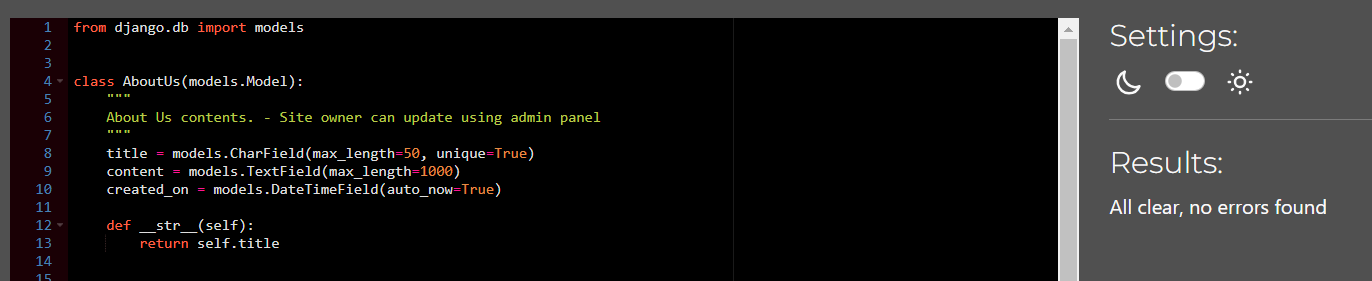 1 from django.db import models
2
3
4 class AboutUs(models.Model):
5     """
6     About Us contents. - Site owner can update using admin panel
7     """
8     title = models.CharField(max_length=50, unique=True)
9     content = models.TextField(max_length=1000)
10     created_on = models.DateTimeField(auto_now=True)
11
12     def __str__(self):
13         return self.title
14
15
Settings:
Results:
All clear, no errors found